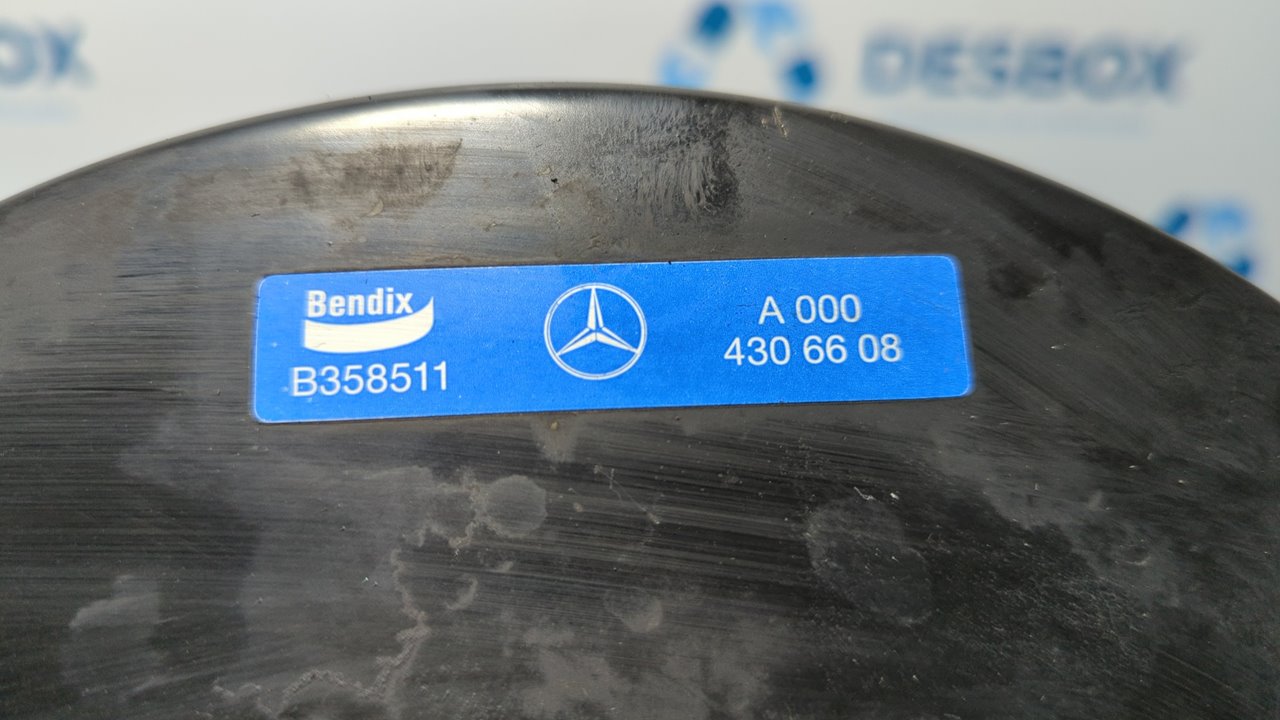 DESBOX
Bendix
B358511
A 000
430 66 08